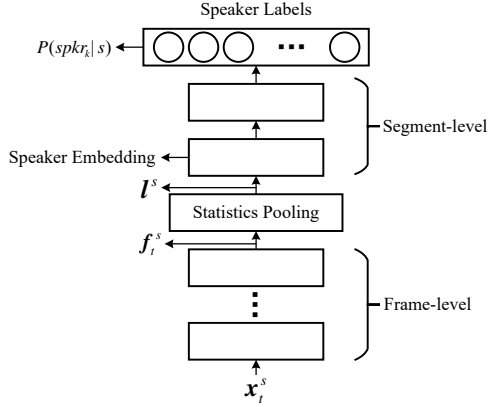 Speaker Labels
P(spkr_k | s)
Segment-level
Speaker Embedding
l^s
Statistics Pooling
f_t^s
Frame-level
x_t^s